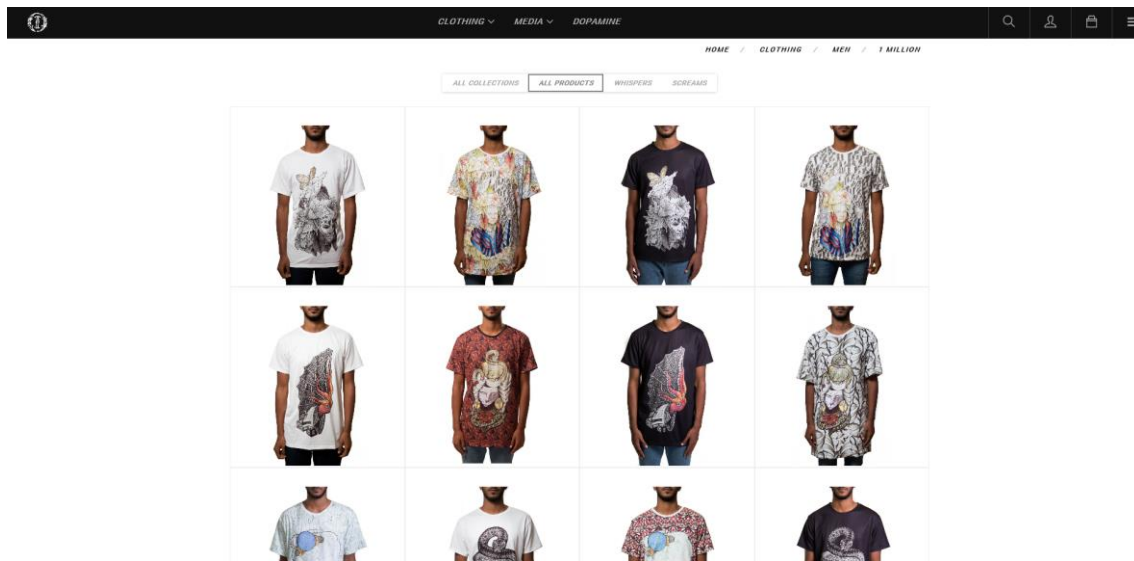 CLOTHING MEDIA DOPAMINE
HOME / CLOTHING / MEN / 1 MILLION
ALL COLLECTIONS ALL PRODUCTS WHISPERS SCREAMS